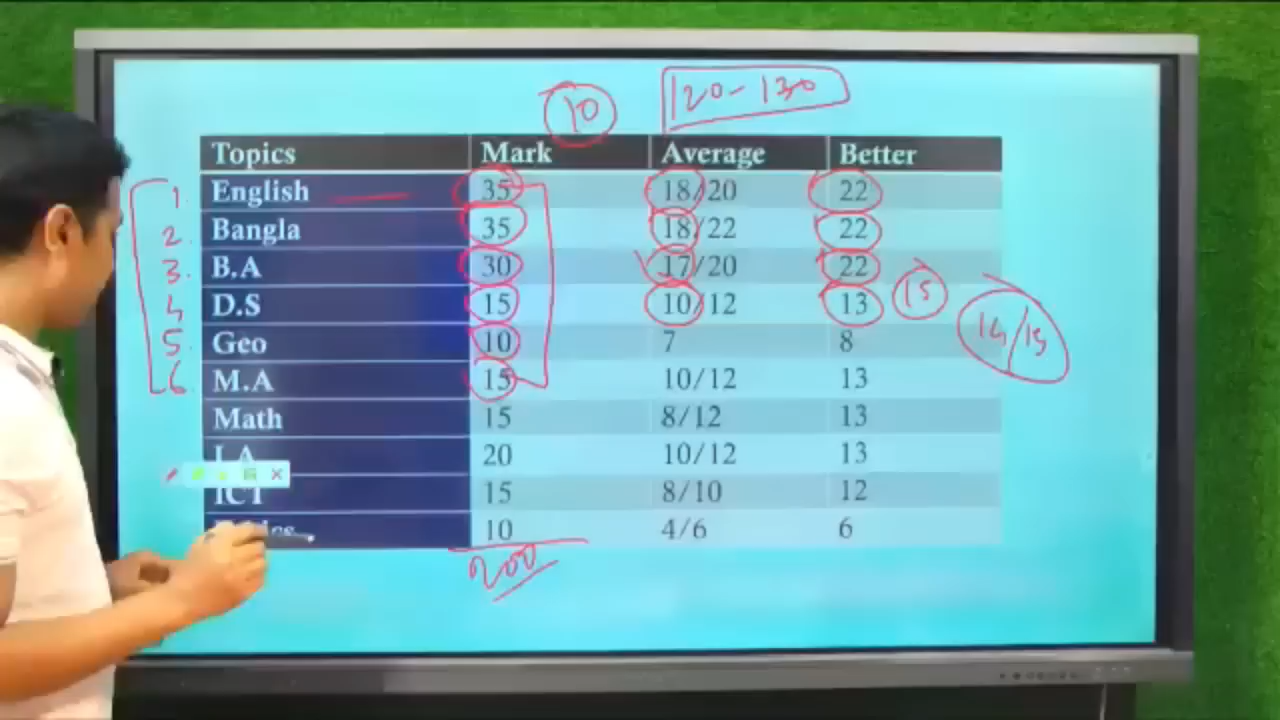 10 120-130
Topics Mark Average Better
1. English 35 18/20 22
2. Bangla 35 18/22 22
3. B.A 30 17/20 22
4 D.S 15 10/12 13 15
5. Geo 10 7 8 14/15
6. M.A 15 10/12 13
Math 15 8/12 13
I.A 20 10/12 13
ICT 15 8/10 12
10 4/6 6
200